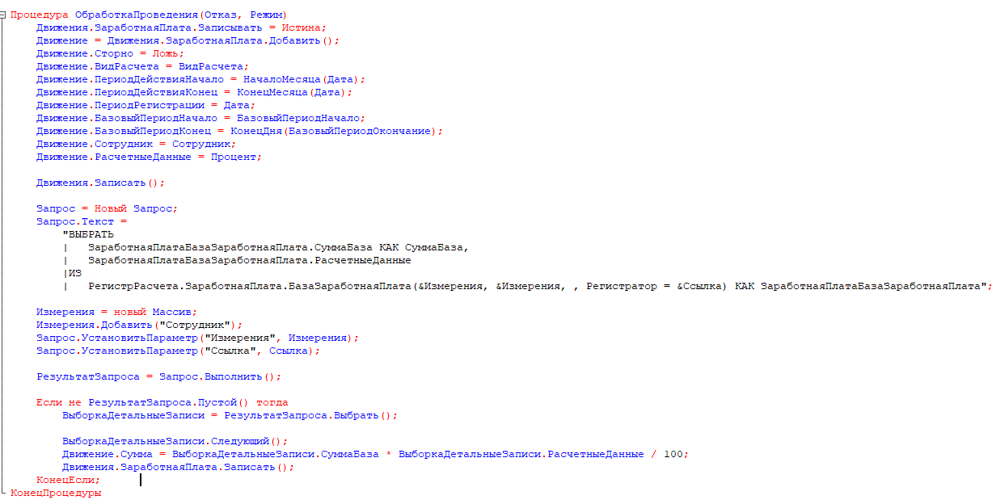 Процедура ОбработкаПроведения(Отказ, Режим)
Движения.ЗаработнаяПлата.Записывать = Истина;
Движение = Движения.ЗаработнаяПлата.Добавить();
Движение.Сторно = Ложь;
Движение.ВидРасчета = ВидРасчета;
Движение.ПериодДействияНачало = НачалоМесяца(Дата);
Движение.ПериодДействияКонец = КонецМесяца(Дата);
Движение.ПериодРегистрации = Дата;
Движение.БазовыйПериодНачало = БазовыйПериодНачало;
Движение.БазовыйПериодКонец = КонецДня(БазовыйПериодОкончание);
Движение.Сотрудник = Сотрудник;
Движение.РасчетныеДанные = Процент;
Движения.Записать();
Запрос = Новый Запрос;
Запрос.Текст =
"ВЫБРАТЬ
|   ЗаработнаяПлатаБазаЗаработнаяПлата.СуммаБаза КАК СуммаБаза,
|   ЗаработнаяПлатаБазаЗаработнаяПлата.РасчетныеДанные
|ИЗ
|   РегистрРасчета.ЗаработнаяПлата.БазаЗаработнаяПлата(&Измерения, &Измерения, , Регистратор = &Ссылка) КАК ЗаработнаяПлатаБазаЗаработнаяПлата";
Измерения = новый Массив;
Измерения.Добавить("Сотрудник");
Запрос.УстановитьПараметр("Измерения", Измерения);
Запрос.УстановитьПараметр("Ссылка", Ссылка);
РезультатЗапроса = Запрос.Выполнить();
Если не РезультатЗапроса.Пустой() тогда
ВыборкаДетальныеЗаписи = РезультатЗапроса.Выбрать();
ВыборкаДетальныеЗаписи.Следующий();
Движение.Сумма = ВыборкаДетальныеЗаписи.СуммаБаза * ВыборкаДетальныеЗаписи.РасчетныеДанные / 100;
Движения.ЗаработнаяПлата.Записать();
КонецЕсли;
КонецПроцедуры